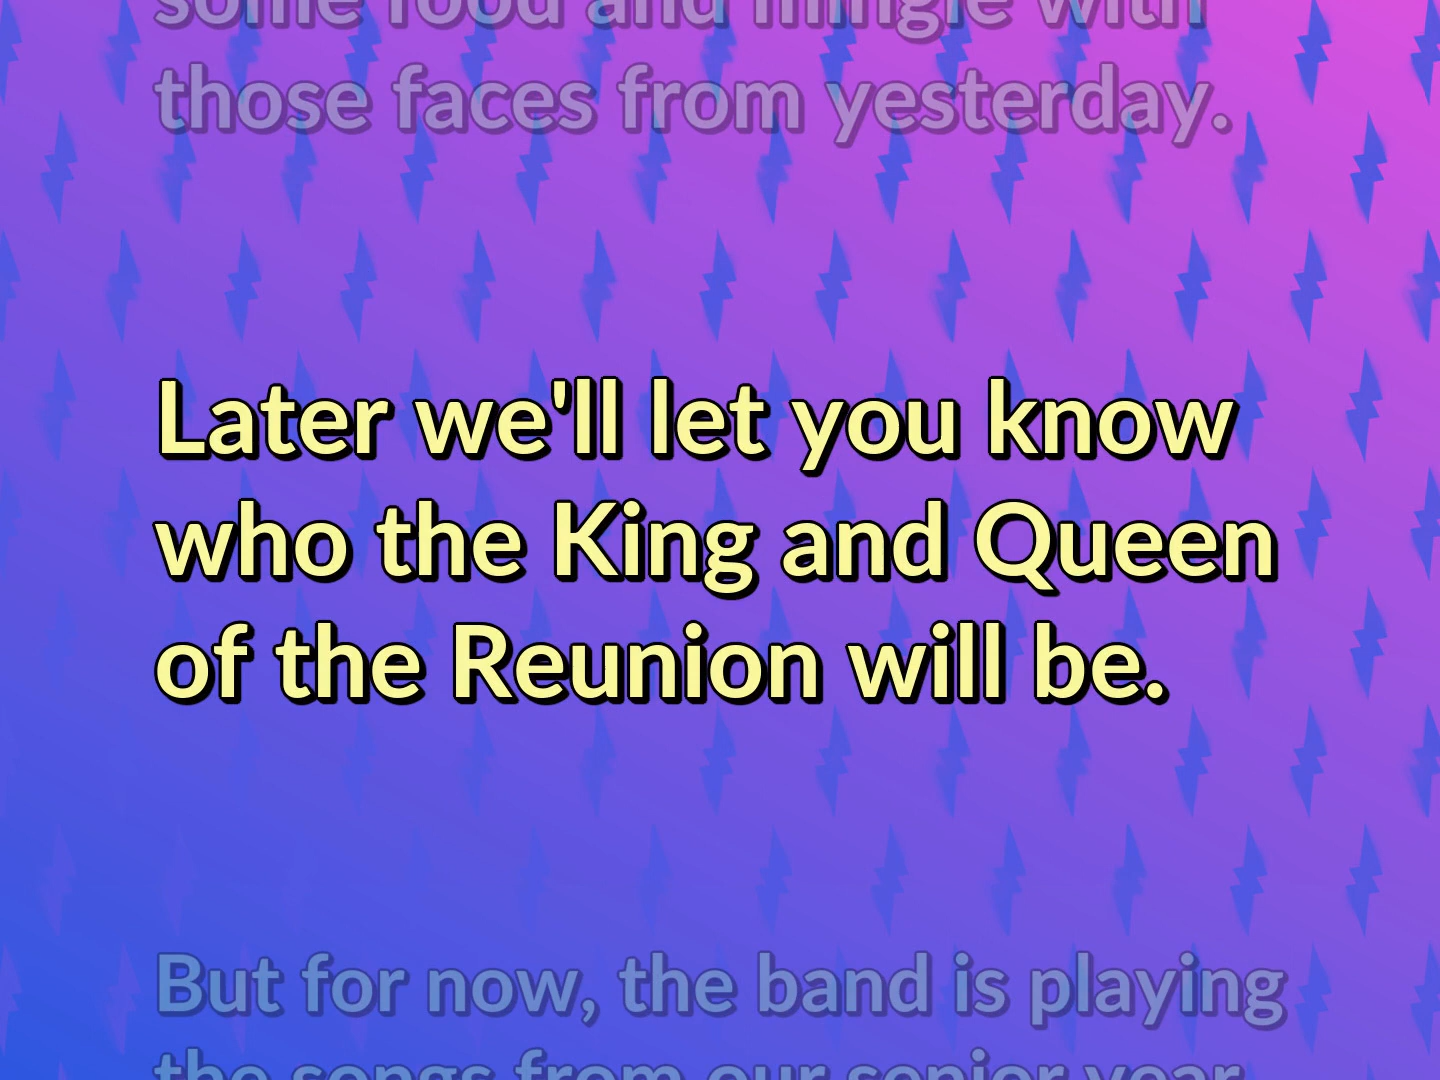 some food and mingle with
those faces from yesterday.
Later we'll let you know
who the King and Queen
of the Reunion will be.
But for now, the band is playing
the songs from our senior year